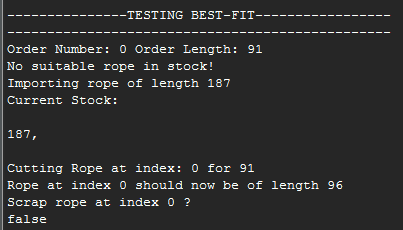 ---------------TESTING BEST-FIT-----------------
------------------------------------------------
Order Number: 0 Order Length: 91
No suitable rope in stock!
Importing rope of length 187
Current Stock:
187,
Cutting Rope at index: 0 for 91
Rope at index 0 should now be of length 96
Scrap rope at index 0 ?
false